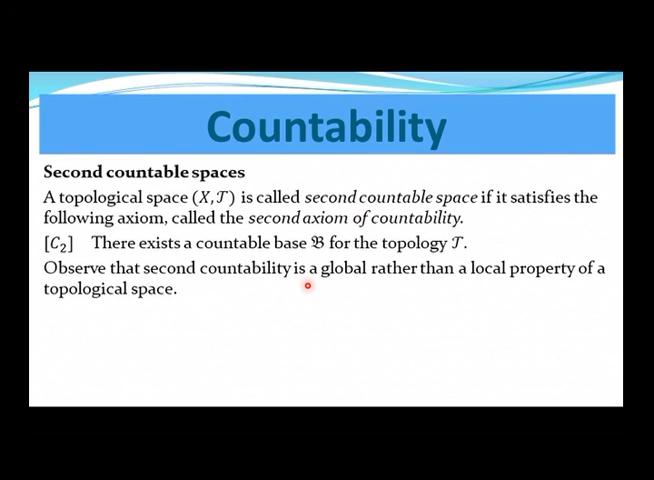 Countability
Second countable spaces
A topological space (X, 𝒯) is called second countable space if it satisfies the
following axiom, called the second axiom of countability.
[C₂] There exists a countable base 𝔅 for the topology 𝒯.
Observe that second countability is a global rather than a local property of a
topological space.